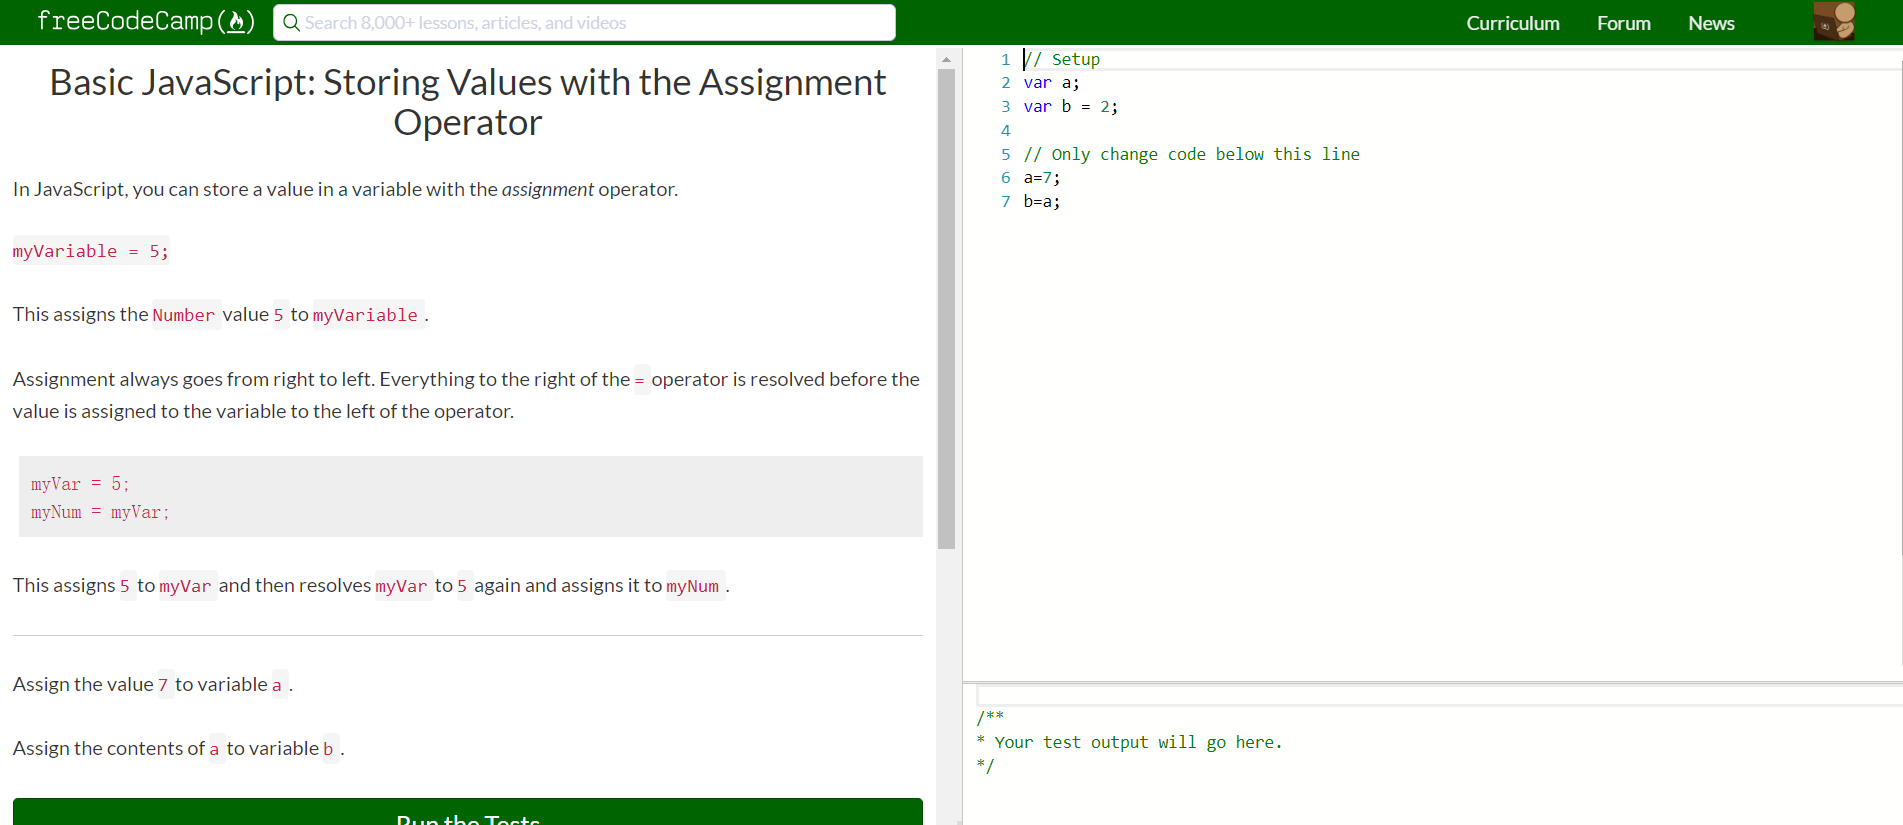 freeCodeCamp
Search 8,000+ lessons, articles, and videos
Curriculum
Forum
News
Basic JavaScript: Storing Values with the Assignment
Operator
In JavaScript, you can store a value in a variable with the assignment operator.
myVariable = 5;
This assigns the Number value 5 to myVariable .
Assignment always goes from right to left. Everything to the right of the = operator is resolved before the
value is assigned to the variable to the left of the operator.
myVar = 5;
myNum = myVar;
This assigns 5 to myVar and then resolves myVar to 5 again and assigns it to myNum .
Assign the value 7 to variable a .
Assign the contents of a to variable b .
Run the Tests
1 // Setup
2 var a;
3 var b = 2;
4
5 // Only change code below this line
6 a=7;
7 b=a;
/**
* Your test output will go here.
*/